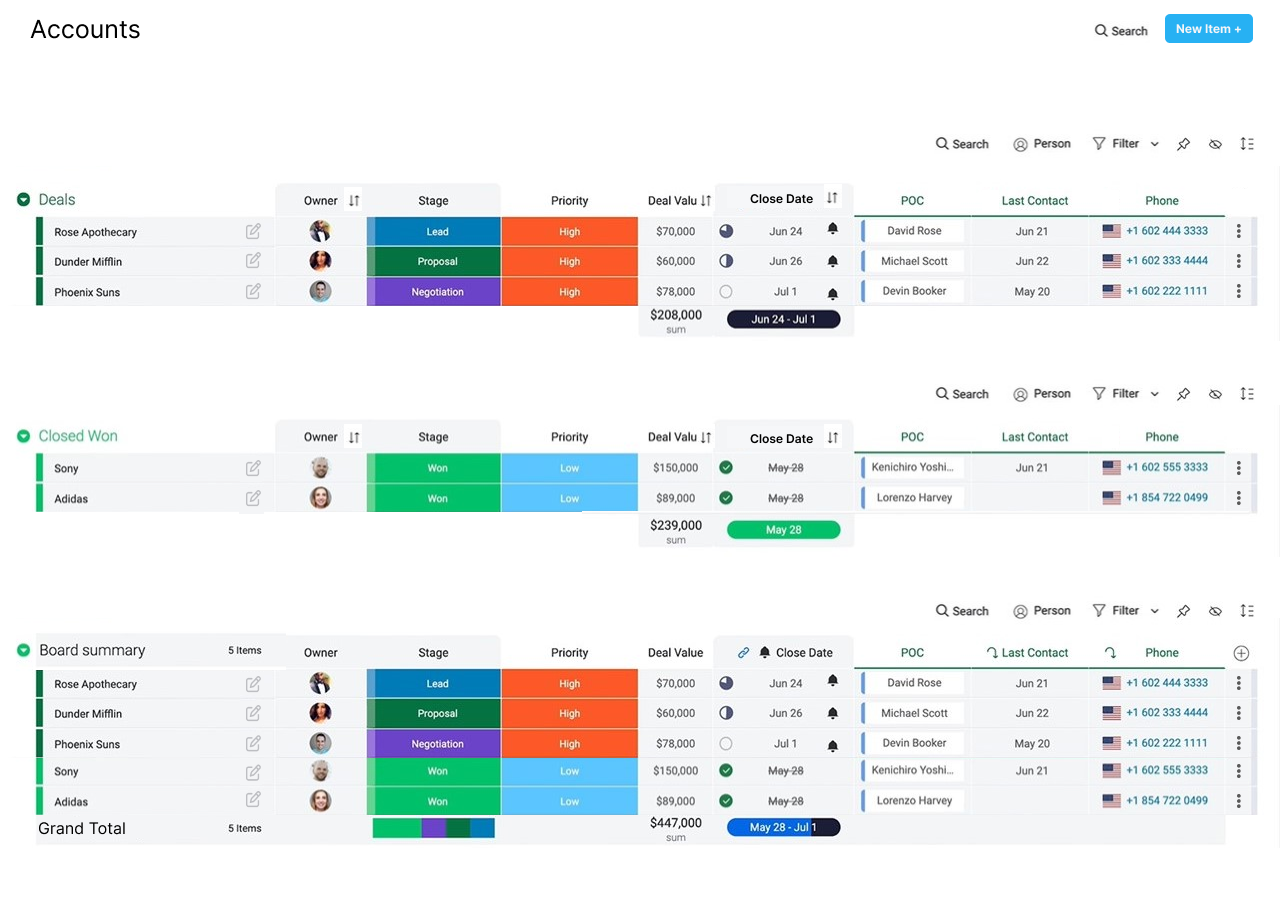 Accounts
Search New Item +
Search Person Filter
Deals Owner Stage Priority Deal Valu Close Date POC Last Contact Phone
Rose Apothecary Lead High $70,000 Jun 24 David Rose Jun 21 +1 602 444 3333
Dunder Mifflin Proposal High $60,000 Jun 26 Michael Scott Jun 22 +1 602 333 4444
Phoenix Suns Negotiation High $78,000 Jul 1 Devin Booker May 20 +1 602 222 1111
$208,000 Jun 24 - Jul 1
sum
Search Person Filter
Closed Won Owner Stage Priority Deal Valu Close Date POC Last Contact Phone
Sony Won Low $150,000 May 28 Kenichiro Yoshi... Jun 21 +1 602 555 3333
Adidas Won Low $89,000 May 28 Lorenzo Harvey +1 854 722 0499
$239,000 May 28
sum
Search Person Filter
Board summary 5 Items Owner Stage Priority Deal Value Close Date POC Last Contact Phone
Rose Apothecary Lead High $70,000 Jun 24 David Rose Jun 21 +1 602 444 3333
Dunder Mifflin Proposal High $60,000 Jun 26 Michael Scott Jun 22 +1 602 333 4444
Phoenix Suns Negotiation High $78,000 Jul 1 Devin Booker May 20 +1 602 222 1111
Sony Won Low $150,000 May 28 Kenichiro Yoshi... Jun 21 +1 602 555 3333
Adidas Won Low $89,000 May 28 Lorenzo Harvey +1 854 722 0499
Grand Total 5 Items $447,000 May 28 - Jul 1
sum